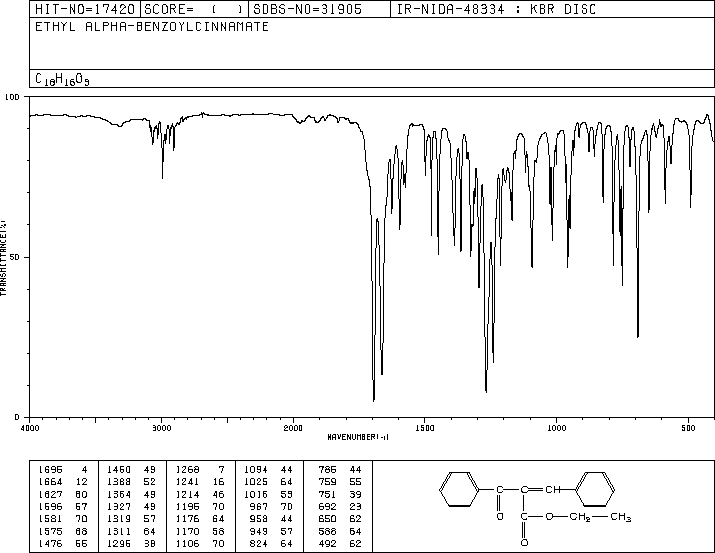 HIT-NO=17420 SCORE= ( ) SDBS-NO=31905 IR-NIDA-48334 : KBR DISC
ETHYL ALPHA-BENZOYLCINNAMATE
C18H16O3
100
50
0
TRANSMITTANCE(%)
4000 3000 2000 1500 1000 500
WAVENUMBER(-1)
1695 4 1450 49 1268 7 1094 44 786 44
1664 12 1388 52 1241 16 1025 64 759 55
1627 60 1364 49 1214 46 1016 59 751 39
1596 57 1327 49 1195 70 967 70 692 23
1581 70 1319 57 1176 64 958 44 650 62
1575 68 1311 64 1170 58 949 57 588 64
1476 55 1295 38 1106 70 824 64 492 62
C C CH
O C O CH2 CH3
O